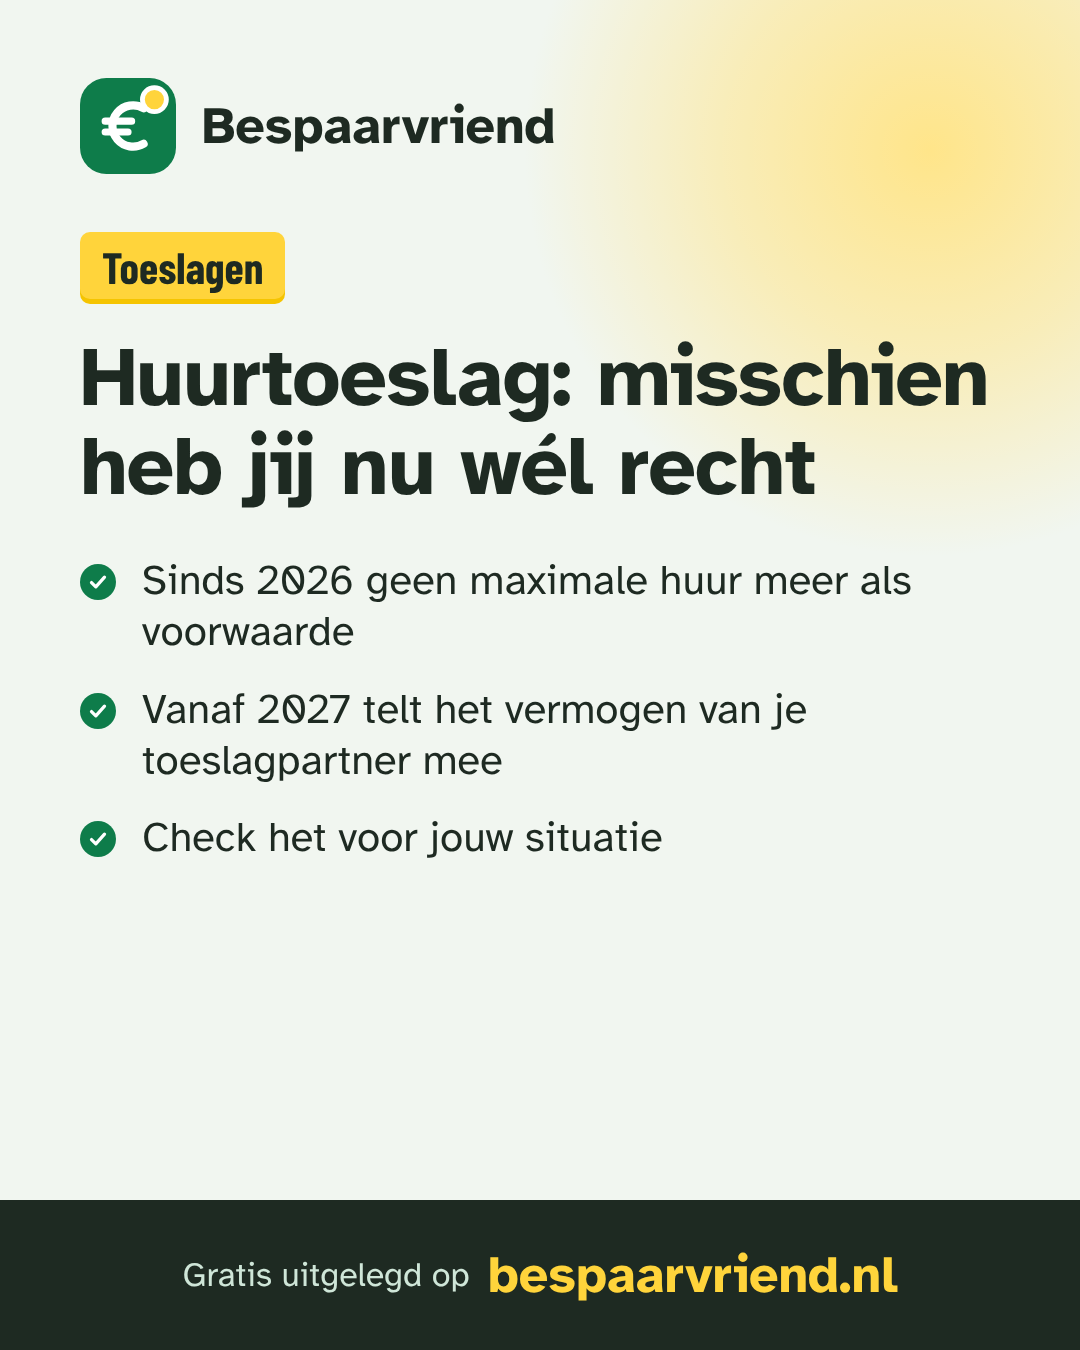 Bespaarvriend
Toeslagen
Huurtoeslag: misschien
heb jij nu wél recht
Sinds 2026 geen maximale huur meer als
voorwaarde
Vanaf 2027 telt het vermogen van je
toeslagpartner mee
Check het voor jouw situatie
Gratis uitgelegd op bespaarvriend.nl